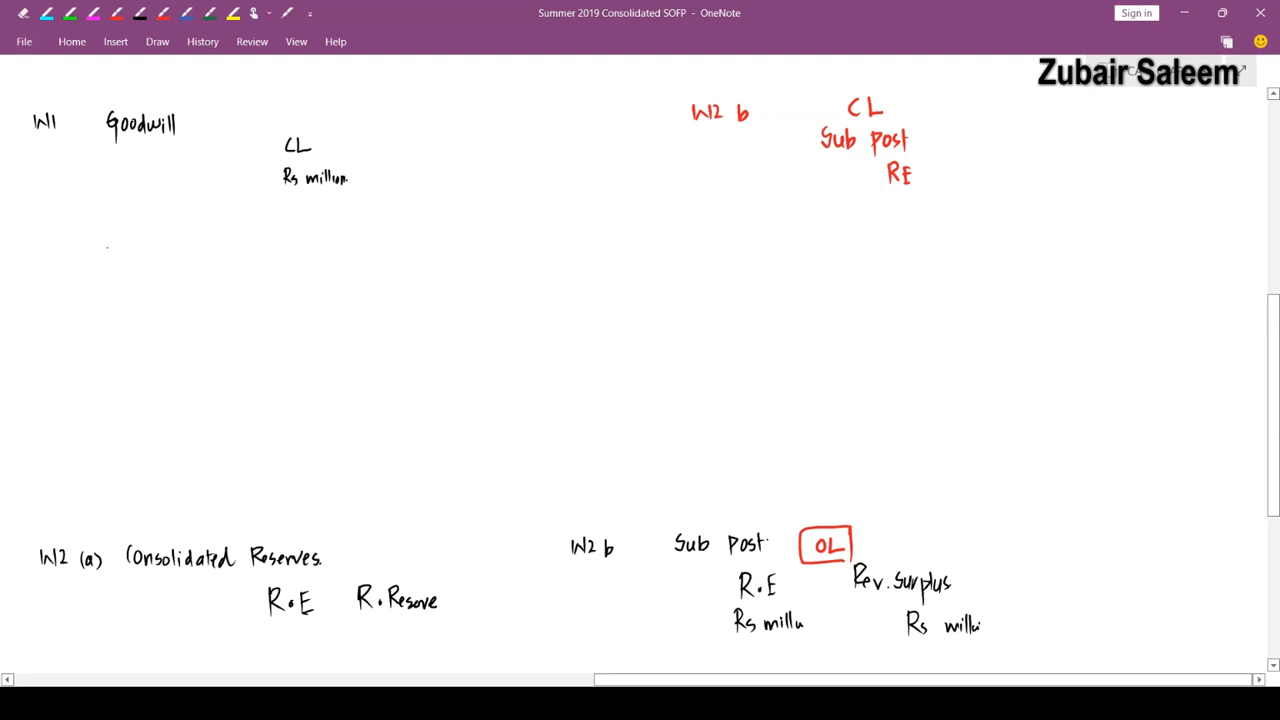 Summer 2019 Consolidated SOFP - OneNote
Sign in
File Home Insert Draw History Review View Help
Zubair Saleem
W1 Goodwill
CL
Rs million
W2 b CL
Sub post
RE
W2 (a) Consolidated Reserves.
R.E R.Resove
W2 b Sub Post. OL
R.E Rev. Surplus
Rs millu Rs milli